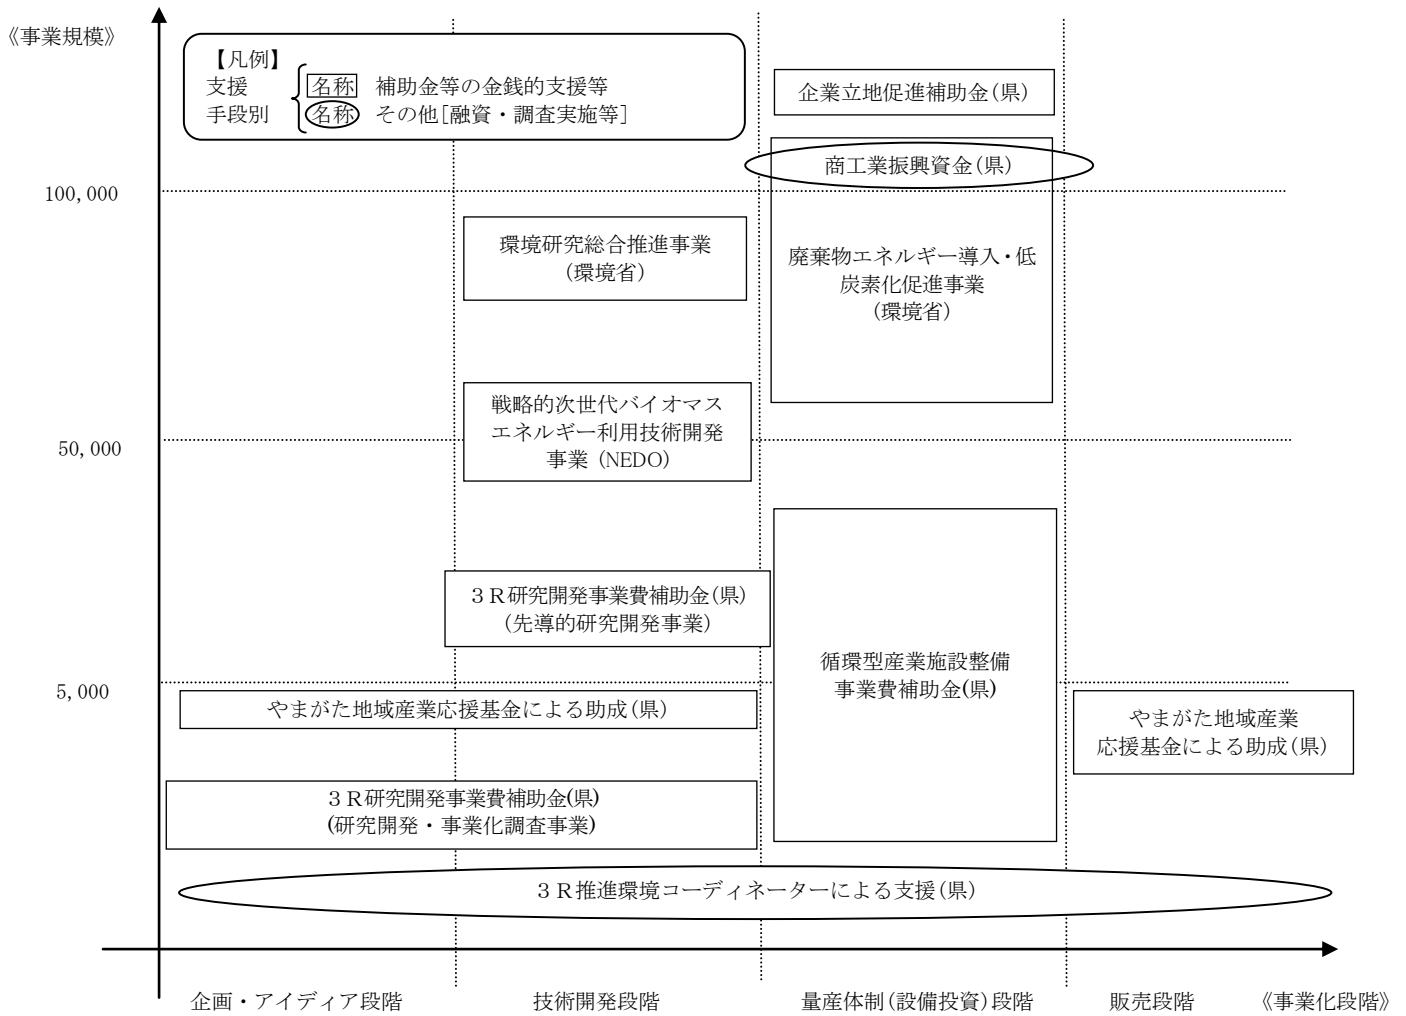 《事業規模》
【凡例】
支援 名称 補助金等の金銭的支援等
手段別 名称 その他[融資・調査実施等]
企業立地促進補助金(県)
商工業振興資金(県)
100,000
環境研究総合推進事業
(環境省)
廃棄物エネルギー導入・低
炭素化促進事業
(環境省)
戦略的次世代バイオマス
エネルギー利用技術開発
事業 (NEDO)
50,000
3R研究開発事業費補助金(県)
(先導的研究開発事業)
循環型産業施設整備
事業費補助金(県)
5,000
やまがた地域産業応援基金による助成(県)
やまがた地域産業
応援基金による助成(県)
3R研究開発事業費補助金(県)
(研究開発・事業化調査事業)
3R推進環境コーディネーターによる支援(県)
企画・アイディア段階 技術開発段階 量産体制(設備投資)段階 販売段階 《事業化段階》